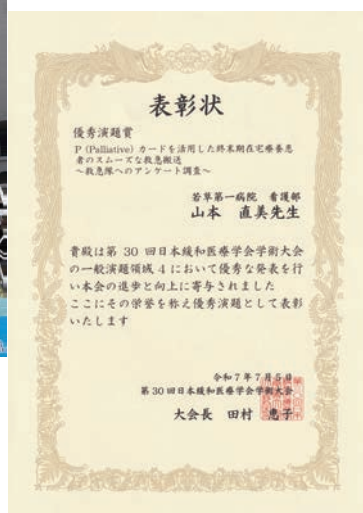 表彰状
優秀演題賞
P (Palliative) カードを活用した終末期在宅療養患
者のスムーズな救急搬送
～救急隊へのアンケート調査～
若草第一病院 看護部
山本 直美先生
貴殿は第 30 回日本緩和医療学会学術大会
の一般演題領域 4 において優秀な発表を行
い本会の進歩と向上に寄与されました
ここにその栄誉を称え優秀演題として表彰
いたします
令和 7 年 7 月 5 日
第 30 回日本緩和医療学会学術大会
大会長 田村 恵子